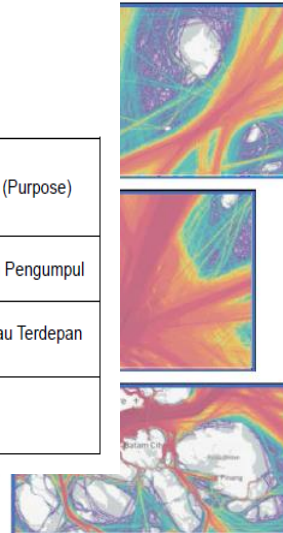 (Purpose)
Pengumpul
au Terdepan
Batam City
Pinang